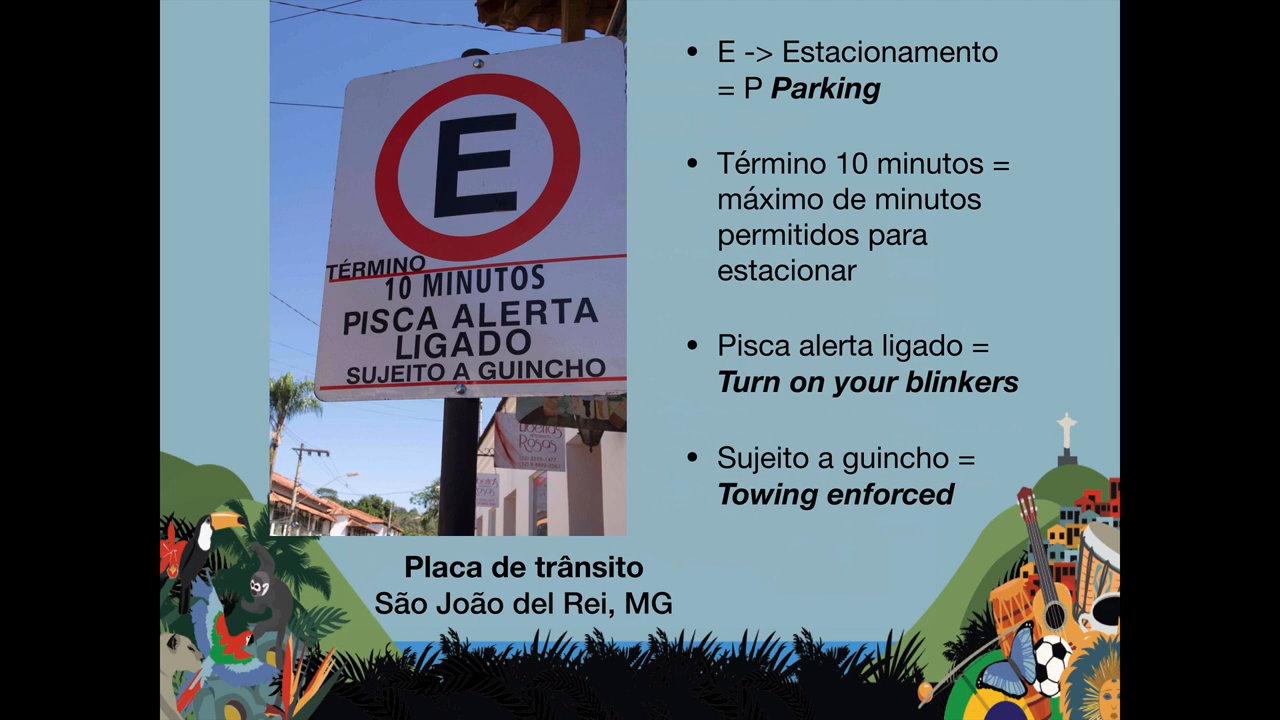 E
TÉRMINO
10 MINUTOS
PISCA ALERTA
LIGADO
SUJEITO A GUINCHO
Rosas
Placa de trânsito
São João del Rei, MG
• E -> Estacionamento
= P Parking
• Término 10 minutos =
máximo de minutos
permitidos para
estacionar
• Pisca alerta ligado =
Turn on your blinkers
• Sujeito a guincho =
Towing enforced